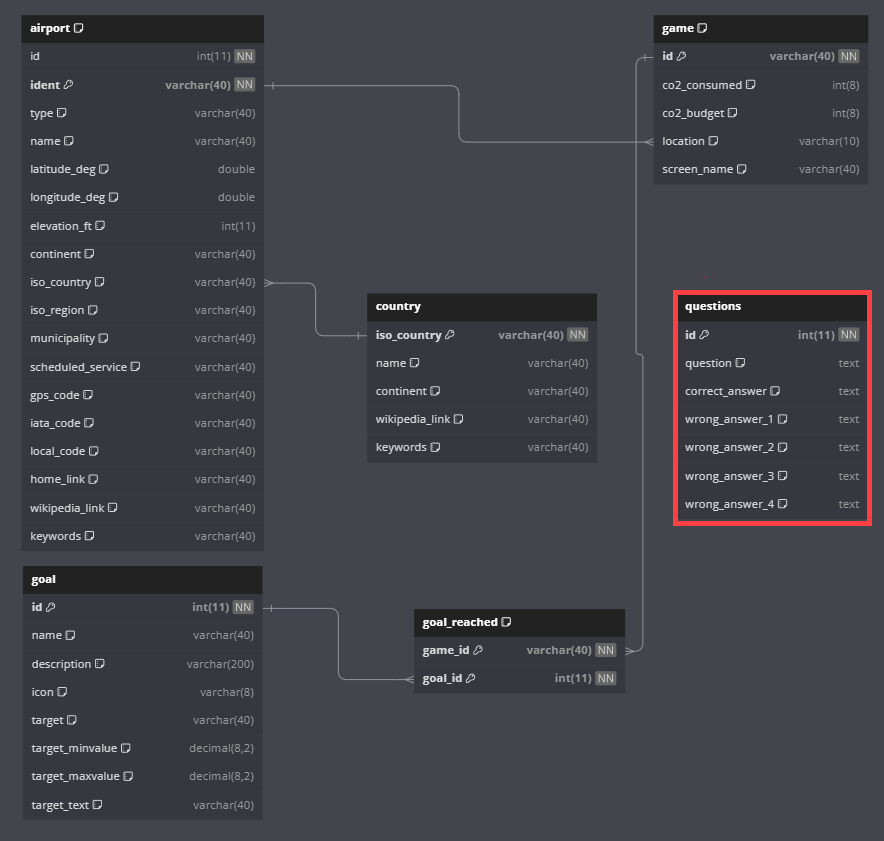 airport
id int(11) NN
ident varchar(40) NN
type varchar(40)
name varchar(40)
latitude_deg double
longitude_deg double
elevation_ft int(11)
continent varchar(40)
iso_country varchar(40)
iso_region varchar(40)
municipality varchar(40)
scheduled_service varchar(40)
gps_code varchar(40)
iata_code varchar(40)
local_code varchar(40)
home_link varchar(40)
wikipedia_link varchar(40)
keywords varchar(40)
game
id varchar(40) NN
co2_consumed int(8)
co2_budget int(8)
location varchar(10)
screen_name varchar(40)
country
iso_country varchar(40) NN
name varchar(40)
continent varchar(40)
wikipedia_link varchar(40)
keywords varchar(40)
questions
id int(11) NN
question text
correct_answer text
wrong_answer_1 text
wrong_answer_2 text
wrong_answer_3 text
wrong_answer_4 text
goal
id int(11) NN
name varchar(40)
description varchar(200)
icon varchar(8)
target varchar(40)
target_minvalue decimal(8,2)
target_maxvalue decimal(8,2)
target_text varchar(40)
goal_reached
game_id varchar(40) NN
goal_id int(11) NN